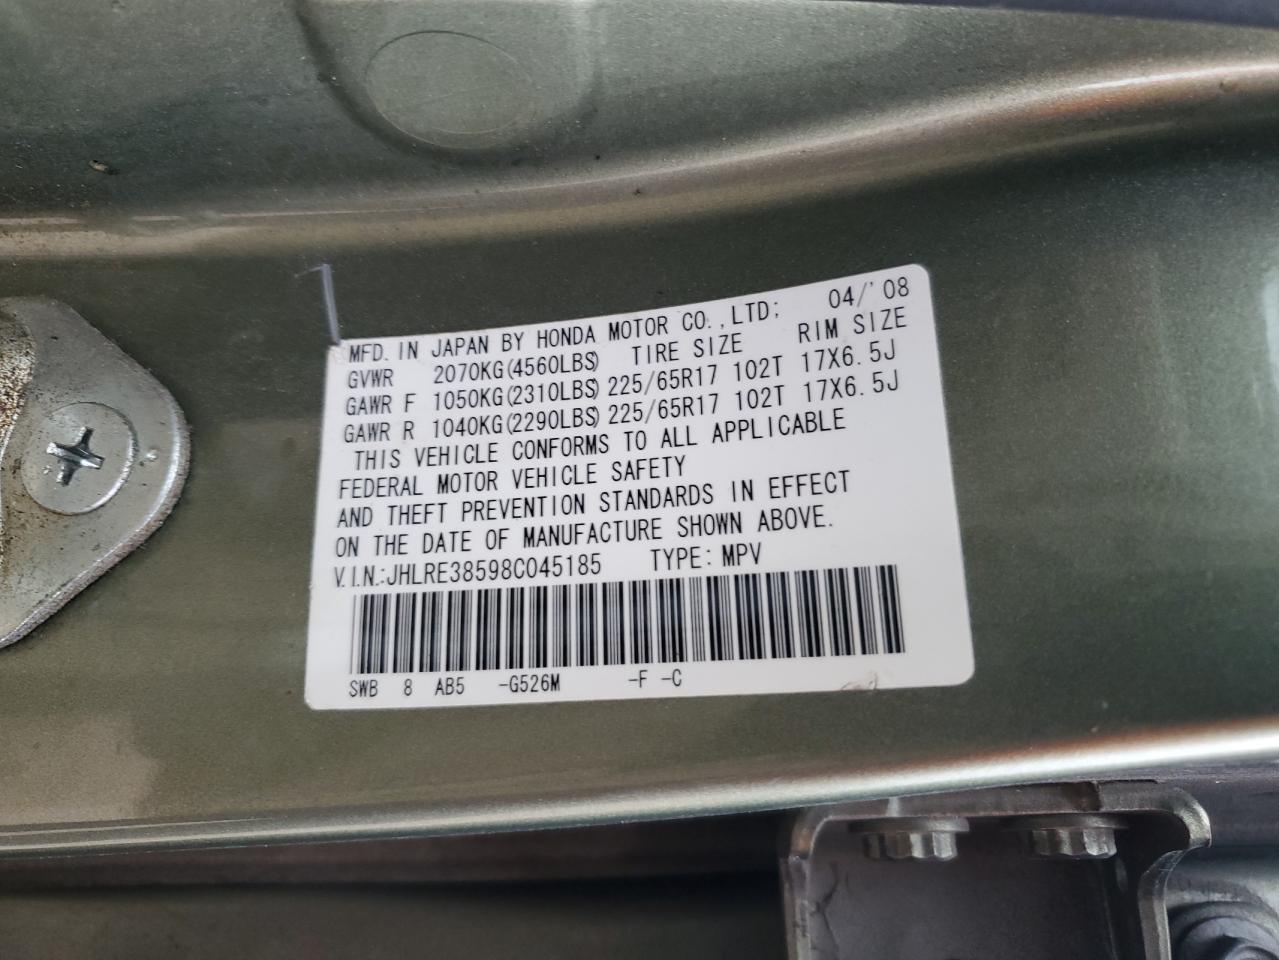 MFD. IN JAPAN BY HONDA MOTOR CO., LTD; 04/'08
GVWR 2070KG(4560LBS) TIRE SIZE RIM SIZE
GAWR F 1050KG(2310LBS) 225/65R17 102T 17X6.5J
GAWR R 1040KG(2290LBS) 225/65R17 102T 17X6.5J
THIS VEHICLE CONFORMS TO ALL APPLICABLE
FEDERAL MOTOR VEHICLE SAFETY
AND THEFT PREVENTION STANDARDS IN EFFECT
ON THE DATE OF MANUFACTURE SHOWN ABOVE.
V.I.N.:JHLRE38598C045185 TYPE: MPV
SWB 8 AB5 -G526M -F -C